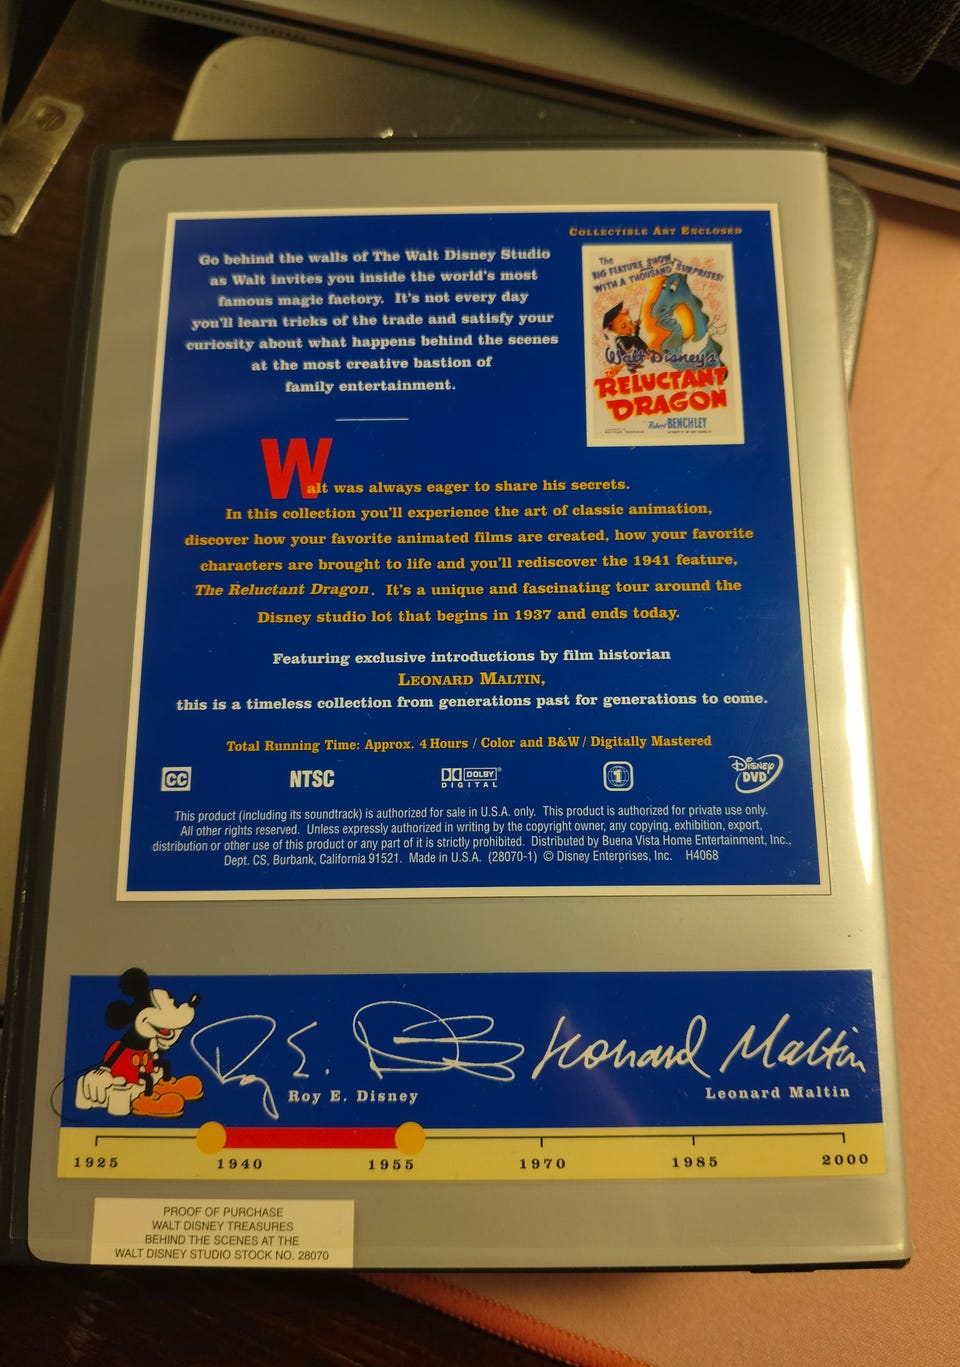 Go behind the walls of The Walt Disney Studio
as Walt invites you inside the world's most
famous magic factory. It's not every day
you'll learn tricks of the trade and satisfy your
curiosity about what happens behind the scenes
at the most creative bastion of
family entertainment.
COLLECTIBLE ART ENCLOSED
The
BIG FEATURE SHOW
WITH A THOUSAND SURPRISES!
Walt Disney's
THE
RELUCTANT
DRAGON
Robert BENCHLEY
Walt was always eager to share his secrets.
In this collection you'll experience the art of classic animation,
discover how your favorite animated films are created, how your favorite
characters are brought to life and you'll rediscover the 1941 feature,
The Reluctant Dragon. It's a unique and fascinating tour around the
Disney studio lot that begins in 1937 and ends today.
Featuring exclusive introductions by film historian
LEONARD MALTIN,
this is a timeless collection from generations past for generations to come.
Total Running Time: Approx. 4 Hours / Color and B&W / Digitally Mastered
CC NTSC DOLBY DIGITAL 1 DISNEY DVD
This product (including its soundtrack) is authorized for sale in U.S.A. only. This product is authorized for private use only.
All other rights reserved. Unless expressly authorized in writing by the copyright owner, any copying, exhibition, export,
distribution or other use of this product or any part of it is strictly prohibited. Distributed by Buena Vista Home Entertainment, Inc.,
Dept. CS, Burbank, California 91521. Made in U.S.A. (28070-1) © Disney Enterprises, Inc. H4068
Roy E. Disney Leonard Maltin
Roy E. Disney Leonard Maltin
1925 1940 1955 1970 1985 2000
PROOF OF PURCHASE
WALT DISNEY TREASURES
BEHIND THE SCENES AT THE
WALT DISNEY STUDIO STOCK NO. 28070